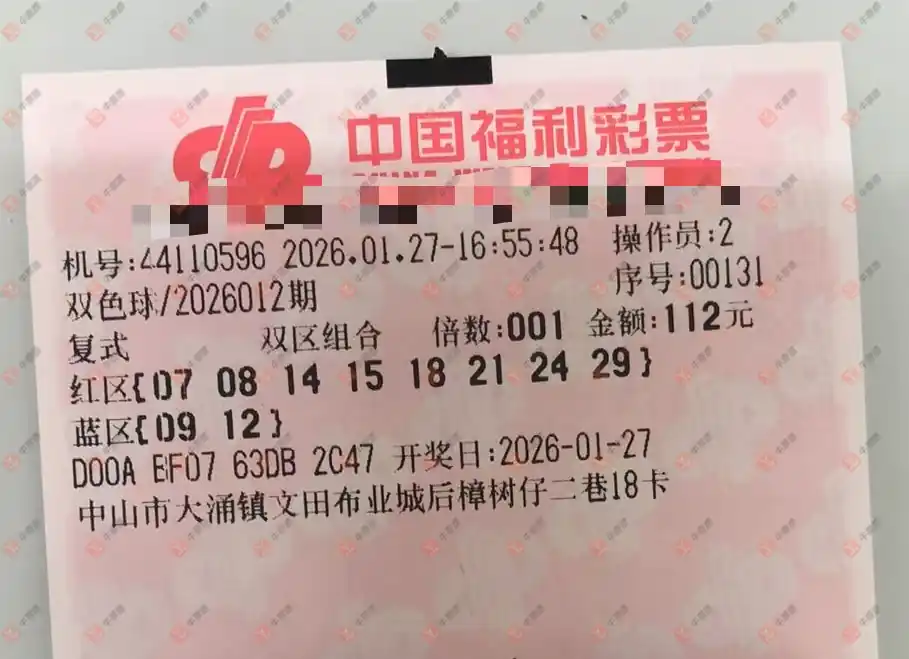 中国福利彩票
机号:44110596 2026.01.27-16:55:48 操作员:2
双色球/2026012期 序号:00131
复式 双区组合 倍数:001 金额:112元
红区{07 08 14 15 18 21 24 29}
蓝区{09 12}
D00A EF07 63DB 2C47 开奖日:2026-01-27
中山市大涌镇文田布业城后樟树仔二巷18卡